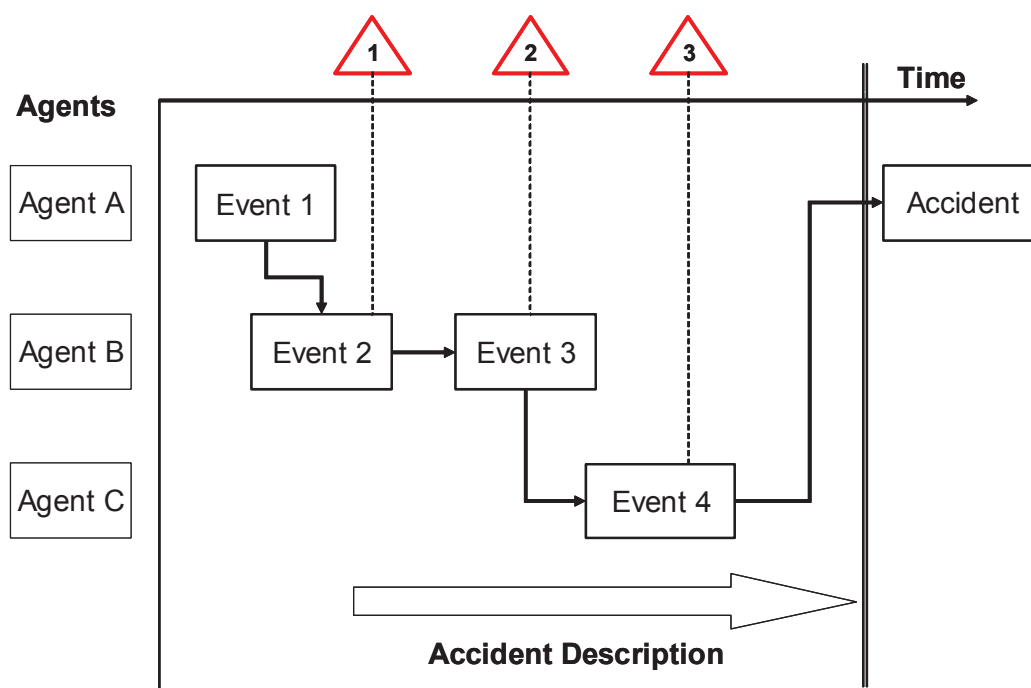 1
2
3
Time
Agents
Agent A
Event 1
Accident
Agent B
Event 2
Event 3
Agent C
Event 4
Accident Description